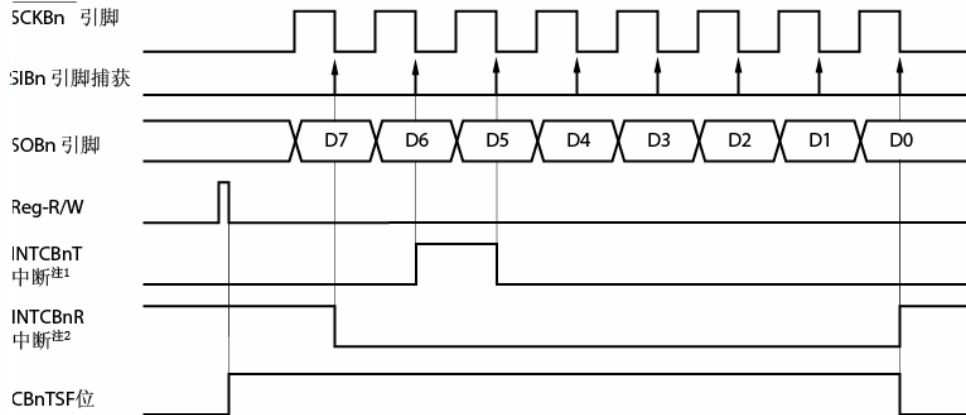 SCKBn 引脚
SIBn 引脚捕获
SOBn 引脚
D7 D6 D5 D4 D3 D2 D1 D0
Reg-R/W
INTCBnT
中断注1
INTCBnR
中断注2
CBnTSF位